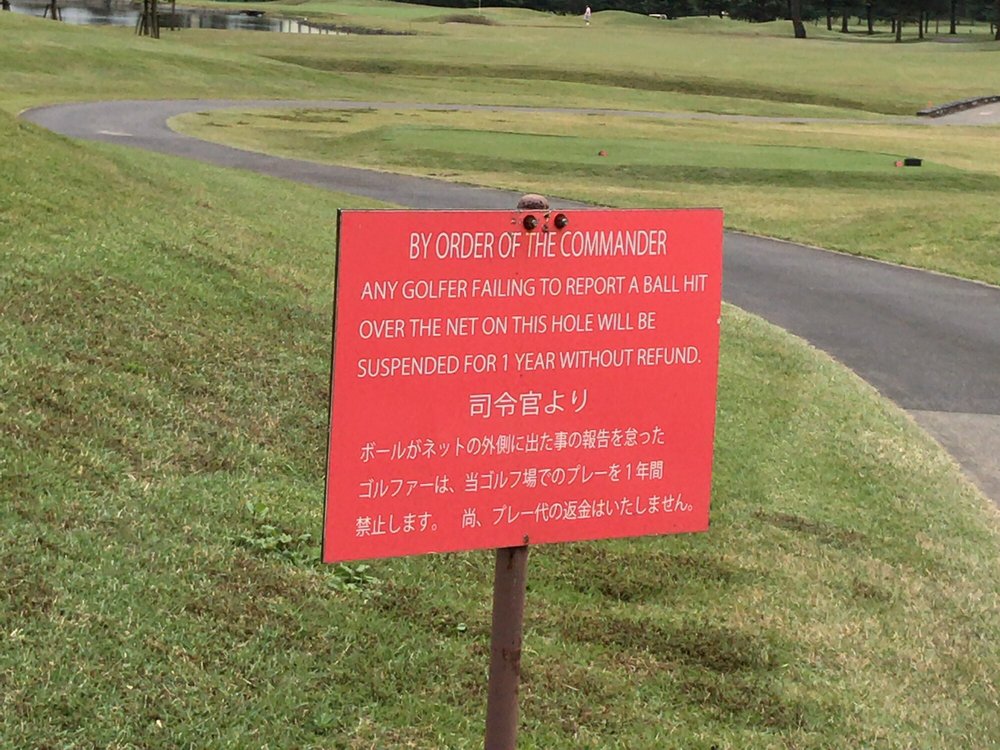 BY ORDER OF THE COMMANDER
ANY GOLFER FAILING TO REPORT A BALL HIT
OVER THE NET ON THIS HOLE WILL BE
SUSPENDED FOR 1 YEAR WITHOUT REFUND.
司令官より
ボールがネットの外側に出た事の報告を怠った
ゴルファーは、当ゴルフ場でのプレーを１年間
禁止します。　尚、プレー代の返金はいたしません。